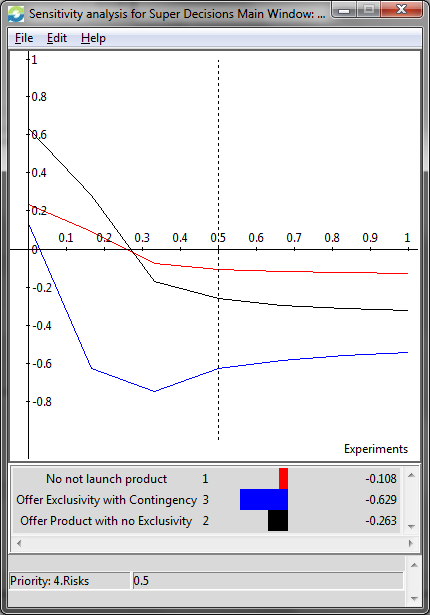 Sensitivity analysis for Super Decisions Main Window: ...
File Edit Help
1
0.8
0.6
0.4
0.2
0.1 0.2 0.3 0.4 0.5 0.6 0.7 0.8 0.9 1
0
-0.2
-0.4
-0.6
-0.8
Experiments
No not launch product 1 -0.108
Offer Exclusivity with Contingency 3 -0.629
Offer Product with no Exclusivity 2 -0.263
Priority: 4.Risks 0.5